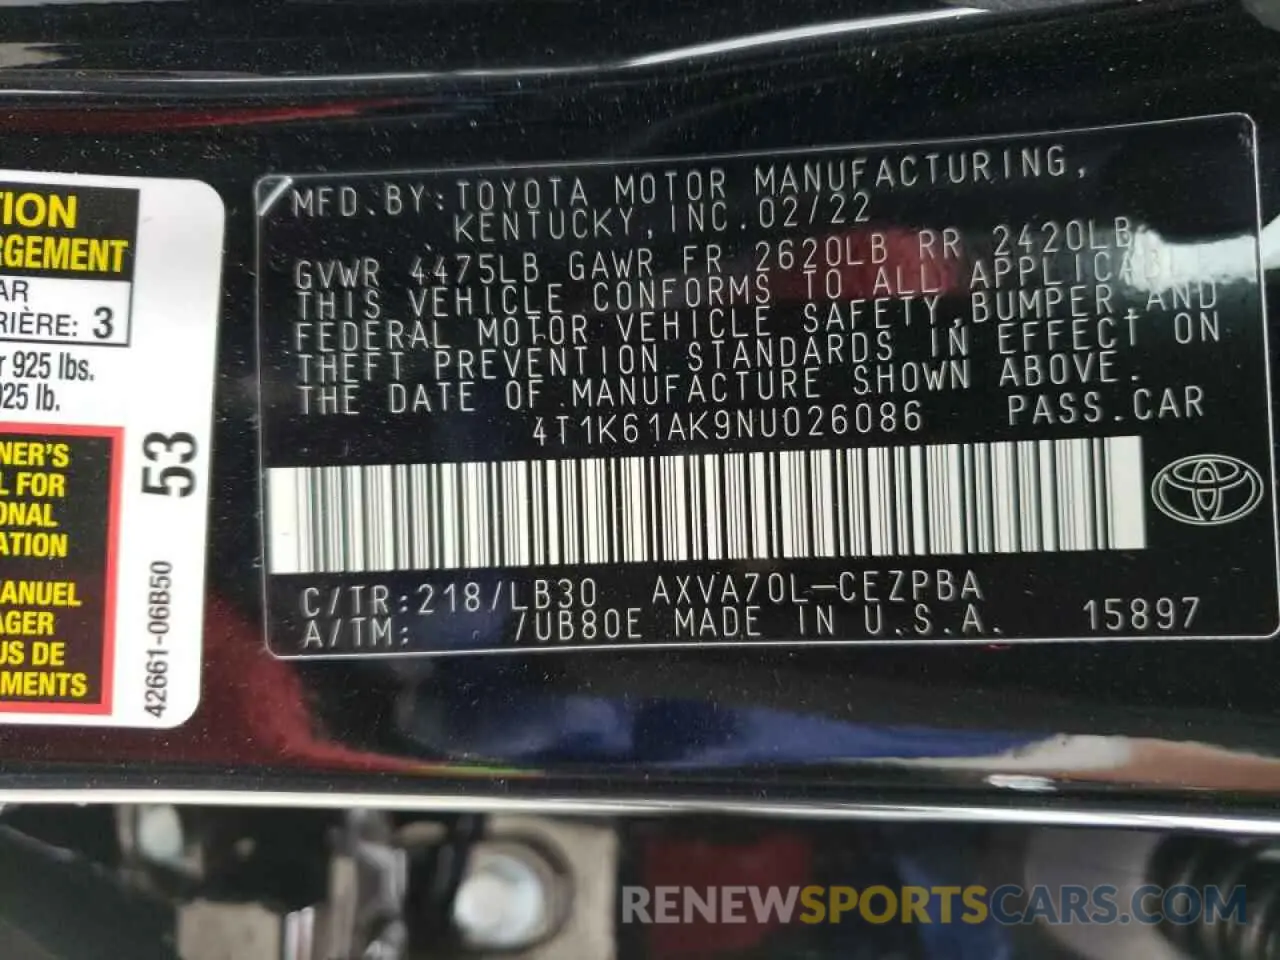 TION
RGEMENT
AR
RIÈRE: 3
r 925 lbs.
925 lb.
NER'S
L FOR
ONAL
ATION
ANUEL
AGER
US DE
MENTS
53
42661-06B50
MFD. BY: TOYOTA MOTOR MANUFACTURING,
KENTUCKY, INC. 02/22
GVWR 4475LB GAWR FR 2620LB RR 2420LB
THIS VEHICLE CONFORMS TO ALL APPLICABLE
FEDERAL MOTOR VEHICLE SAFETY, BUMPER, AND
THEFT PREVENTION STANDARDS IN EFFECT ON
THE DATE OF MANUFACTURE SHOWN ABOVE.
4T1K61AK9NU026086 PASS.CAR
C/TR:218/LB30 AXVA70L-CEZPBA
A/TM: /UB80E MADE IN U.S.A. 15897
RENEWSPORTSCARS.COM